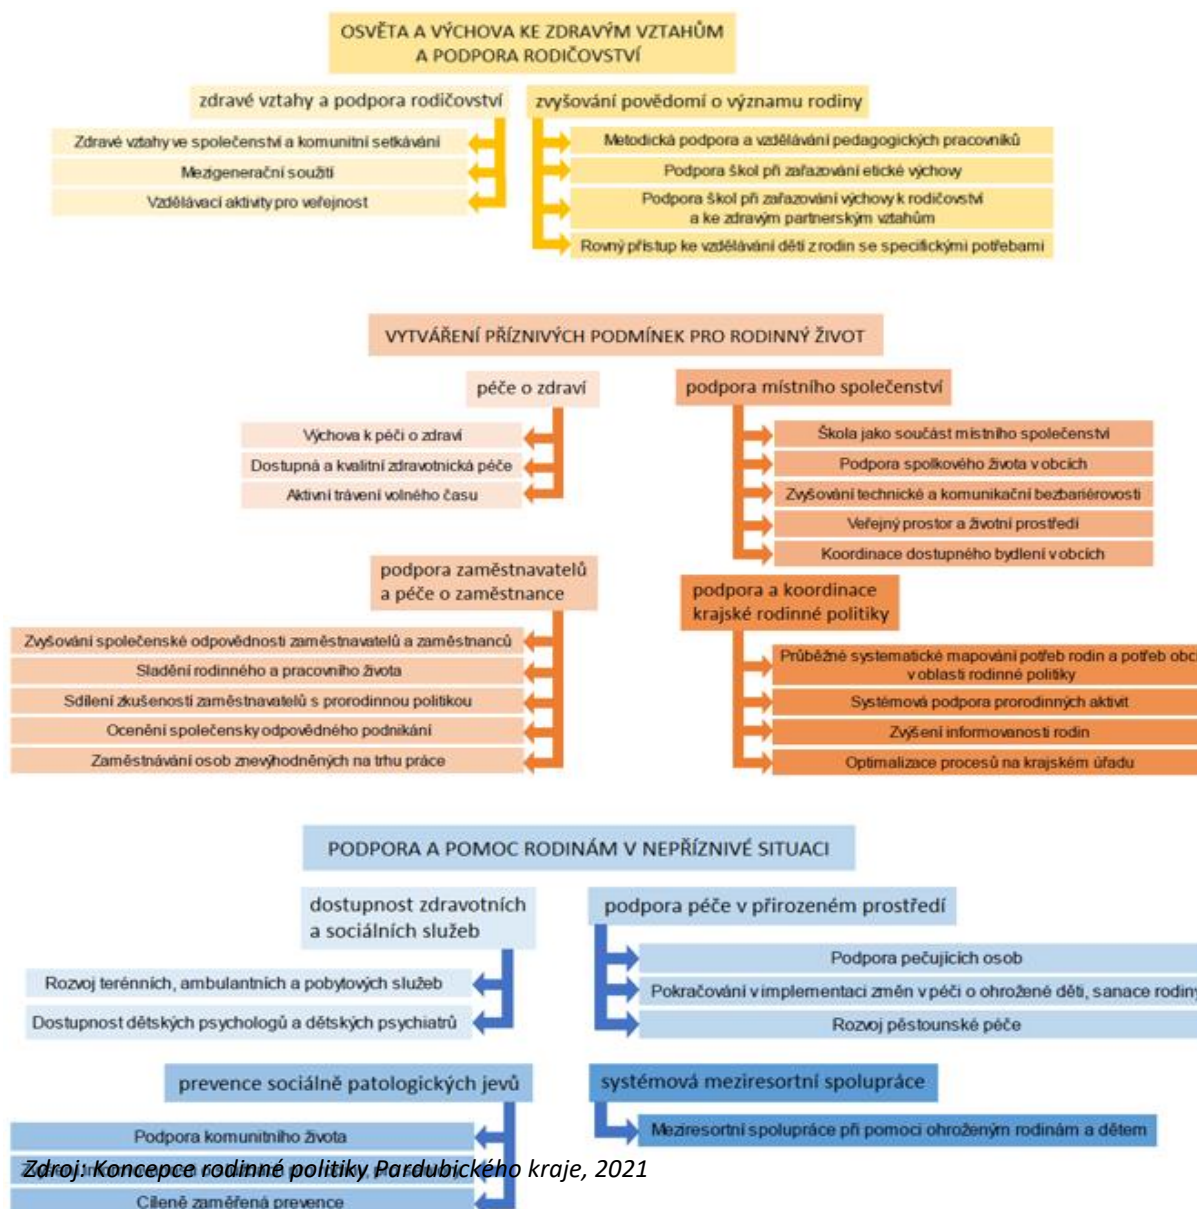 OSVĚTA A VÝCHOVA KE ZDRAVÝM VZTAHŮM
A PODPORA RODIČOVSTVÍ
zdravé vztahy a podpora rodičovství
Zdravé vztahy ve společenství a komunitní setkávání
Mezigenerační soužití
Vzdělávací aktivity pro veřejnost
zvyšování povědomí o významu rodiny
Metodická podpora a vzdělávání pedagogických pracovníků
Podpora škol při zařazování etické výchovy
Podpora škol při zařazování výchovy k rodičovství
a ke zdravým partnerským vztahům
Rovný přístup ke vzdělávání dětí z rodin se specifickými potřebami
VYTVÁŘENÍ PŘÍZNIVÝCH PODMÍNEK PRO RODINNÝ ŽIVOT
péče o zdraví
Výchova k péči o zdraví
Dostupná a kvalitní zdravotnická péče
Aktivní trávení volného času
podpora místního společenství
Škola jako součást místního společenství
Podpora spolkového života v obcích
Zvyšování technické a komunikační bezbariérovosti
Veřejný prostor a životní prostředí
Koordinace dostupného bydlení v obcích
podpora zaměstnavatelů
a péče o zaměstnance
Zvyšování společenské odpovědnosti zaměstnavatelů a zaměstnanců
Sladění rodinného a pracovního života
Sdílení zkušeností zaměstnavatelů s prorodinnou politikou
Ocenění společensky odpovědného podnikání
Zaměstnávání osob znevýhodněných na trhu práce
podpora a koordinace
krajské rodinné politiky
Průběžné systematické mapování potřeb rodin a potřeb obc
v oblasti rodinné politiky
Systémová podpora prorodinných aktivit
Zvýšení informovanosti rodin
Optimalizace procesů na krajském úřadu
PODPORA A POMOC RODINÁM V NEPŘÍZNIVÉ SITUACI
dostupnost zdravotních
a sociálních služeb
Rozvoj terénních, ambulantních a pobytových služeb
Dostupnost dětských psychologů a dětských psychiatrů
podpora péče v přirozeném prostředí
Podpora pečujících osob
Pokračování v implementaci změn v péči o ohrožené děti, sanace rodiny
Rozvoj pěstounské péče
prevence sociálně patologických jevů
Podpora komunitního života
Cíleně zaměřená prevence
systémová meziresortní spolupráce
Meziresortní spolupráce při pomoci ohroženým rodinám a dětem
Zdroj: Koncepce rodinné politiky Pardubického kraje, 2021